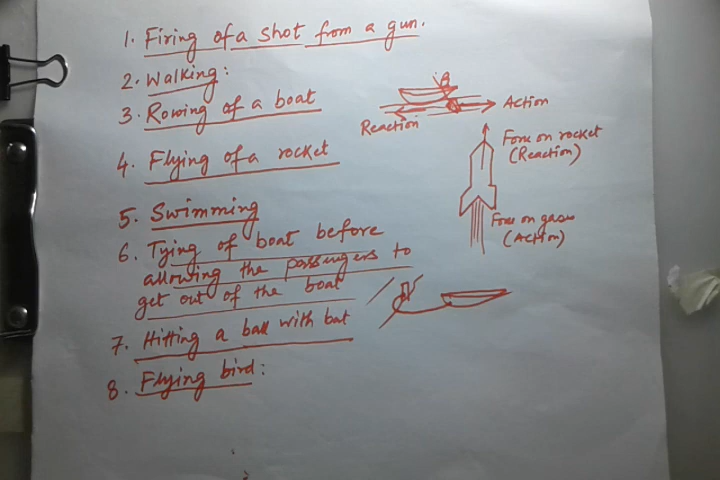 1. Firing of a shot from a gun.
2. Walking:
3. Rowing of a boat
Action
Reaction
4. Flying of a rocket
Force on rocket
(Reaction)
5. Swimming
Force on gases
(Action)
6. Tying of boat before
allowing the passengers to
get out of the boat
7. Hitting a ball with bat
8. Flying bird: